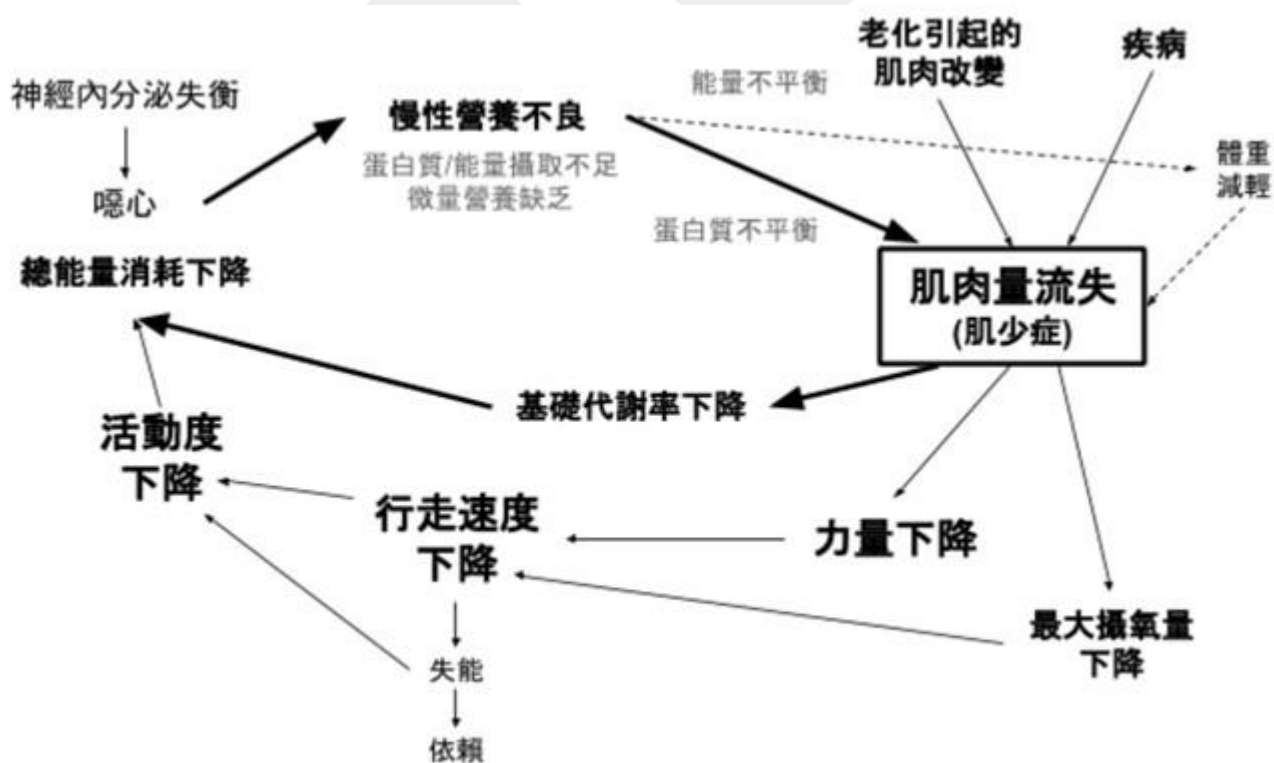 老化引起的
肌肉改變
疾病
能量不平衡
神經內分泌失衡
慢性營養不良
體重
減輕
蛋白質/能量攝取不足
微量營養缺乏
噁心
蛋白質不平衡
總能量消耗下降
肌肉量流失
(肌少症)
基礎代謝率下降
活動度
下降
行走速度
下降
力量下降
最大攝氧量
下降
失能
依賴